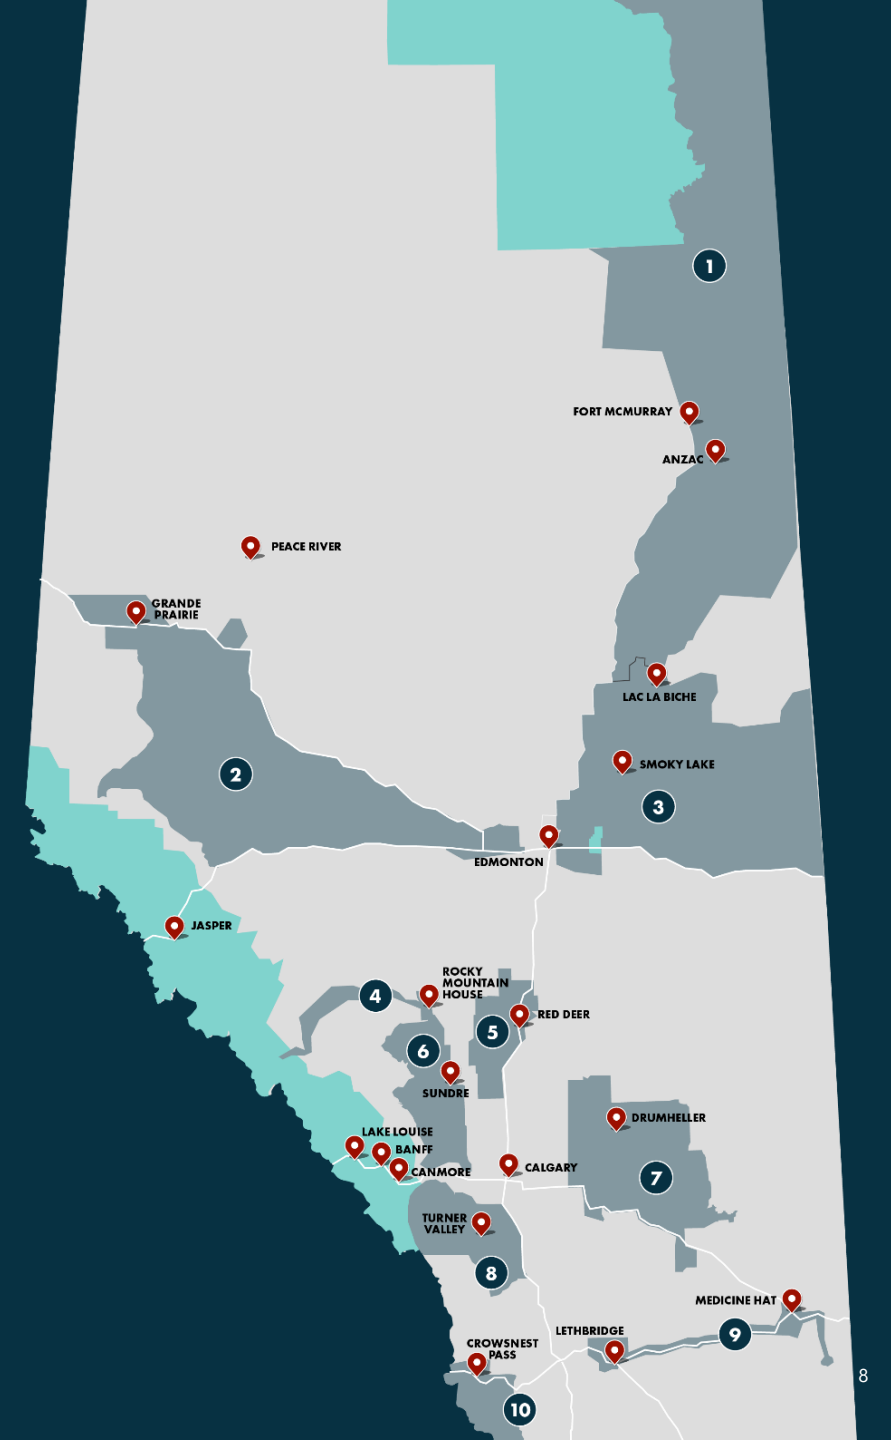 1
FORT MCMURRAY
ANZAC
PEACE RIVER
GRANDE
PRAIRIE
LAC LA BICHE
2
SMOKY LAKE
3
EDMONTON
JASPER
ROCKY
MOUNTAIN
HOUSE
4
RED DEER
5
6
SUNDRE
DRUMHELLER
LAKE LOUISE
BANFF
CANMORE
CALGARY
7
TURNER
VALLEY
8
MEDICINE HAT
LETHBRIDGE
9
CROWSNEST
PASS
8
10